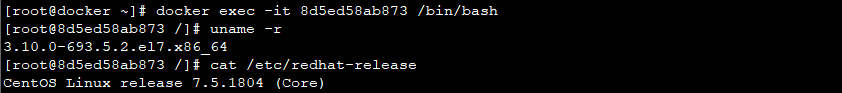 [root@docker ~]# docker exec -it 8d5ed58ab873 /bin/bash
[root@8d5ed58ab873 /]# uname -r
3.10.0-693.5.2.el7.x86_64
[root@8d5ed58ab873 /]# cat /etc/redhat-release
CentOS Linux release 7.5.1804 (Core)